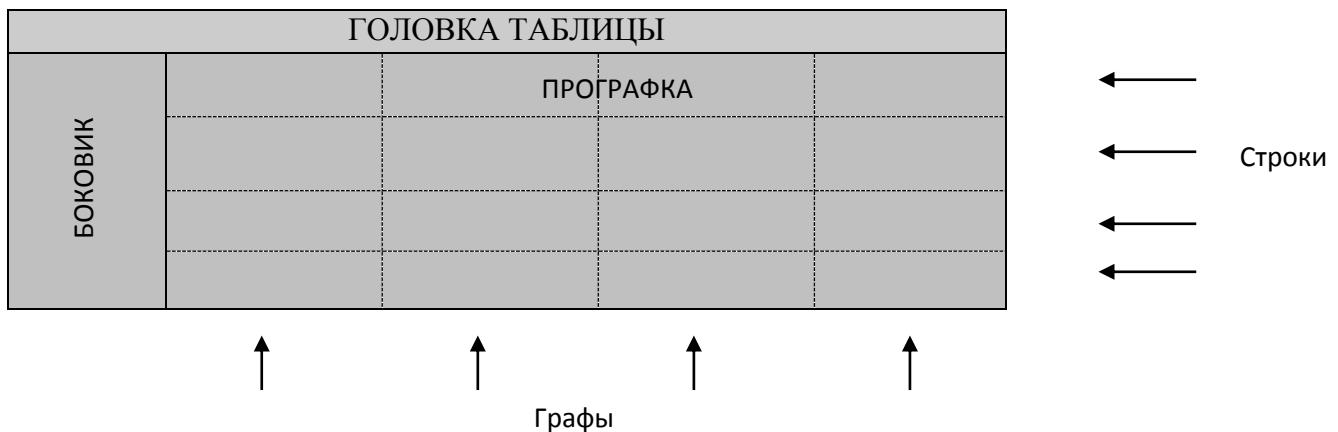 ГОЛОВКА ТАБЛИЦЫ
ПРОГРАФКА
БОКОВИК
Строки
Графы